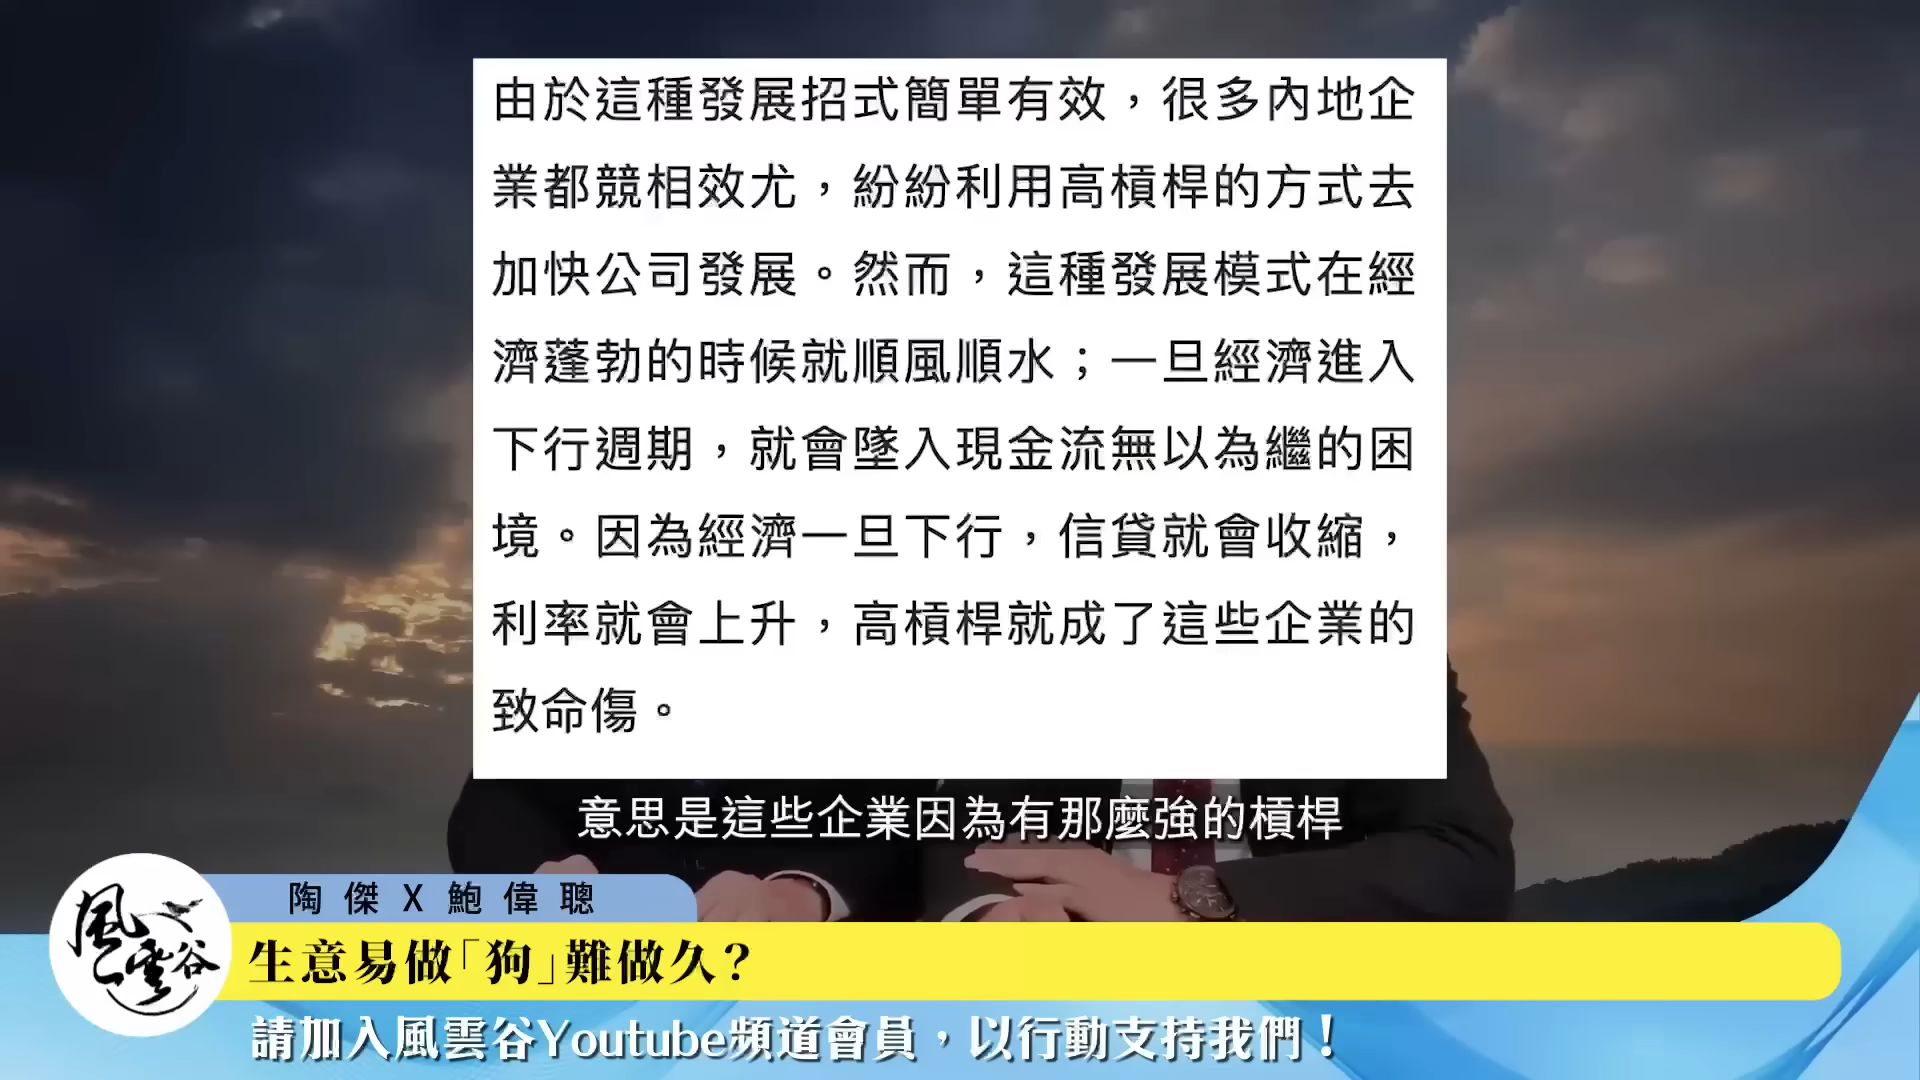 由於這種發展招式簡單有效，很多內地企
業都競相效尤，紛紛利用高槓桿的方式去
加快公司發展。然而，這種發展模式在經
濟蓬勃的時候就順風順水；一旦經濟進入
下行週期，就會墜入現金流無以為繼的困
境。因為經濟一旦下行，信貸就會收縮，
利率就會上升，高槓桿就成了這些企業的
致命傷。
意思是這些企業因為有那麼強的槓桿
陶傑X鮑偉聰
風雲谷
生意易做「狗」難做久？
請加入風雲谷Youtube頻道會員，以行動支持我們！